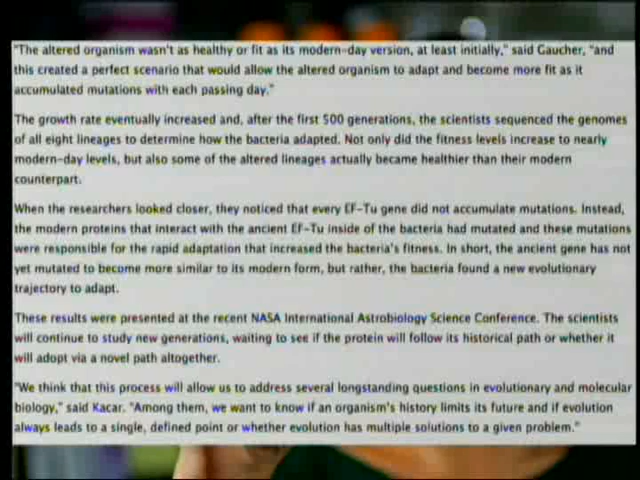 "The altered organism wasn't as healthy or fit as its modern-day version, at least initially," said Gaucher, "and
this created a perfect scenario that would allow the altered organism to adapt and become more fit as it
accumulated mutations with each passing day."
The growth rate eventually increased and, after the first 500 generations, the scientists sequenced the genomes
of all eight lineages to determine how the bacteria adapted. Not only did the fitness levels increase to nearly
modern-day levels, but also some of the altered lineages actually became healthier than their modern
counterpart.
When the researchers looked closer, they noticed that every EF-Tu gene did not accumulate mutations. Instead,
the modern proteins that interact with the ancient EF-Tu inside of the bacteria had mutated and these mutations
were responsible for the rapid adaptation that increased the bacteria's fitness. In short, the ancient gene has not
yet mutated to become more similar to its modern form, but rather, the bacteria found a new evolutionary
trajectory to adapt.
These results were presented at the recent NASA International Astrobiology Science Conference. The scientists
will continue to study new generations, waiting to see if the protein will follow its historical path or whether it
will adopt via a novel path altogether.
"We think that this process will allow us to address several longstanding questions in evolutionary and molecular
biology," said Kacar. "Among them, we want to know if an organism's history limits its future and if evolution
always leads to a single, defined point or whether evolution has multiple solutions to a given problem."